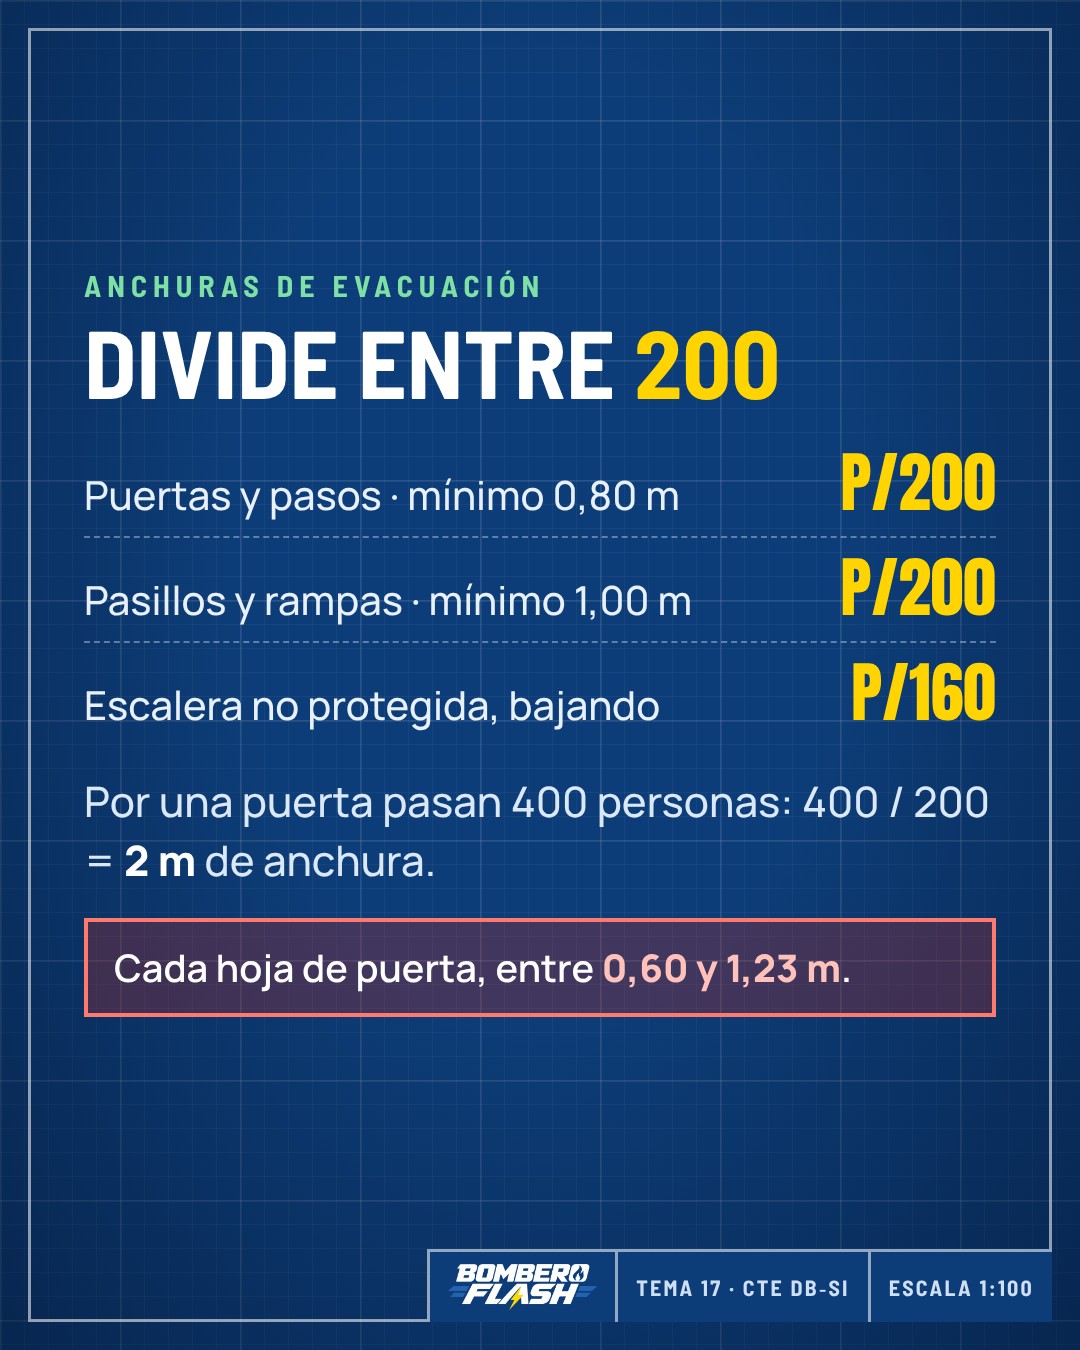 ANCHURAS DE EVACUACIÓN
DIVIDE ENTRE 200
Puertas y pasos · mínimo 0,80 m P/200
Pasillos y rampas · mínimo 1,00 m P/200
Escalera no protegida, bajando P/160
Por una puerta pasan 400 personas: 400 / 200
= 2 m de anchura.
Cada hoja de puerta, entre 0,60 y 1,23 m.
BOMBERO
FLASH
TEMA 17 · CTE DB-SI
ESCALA 1:100